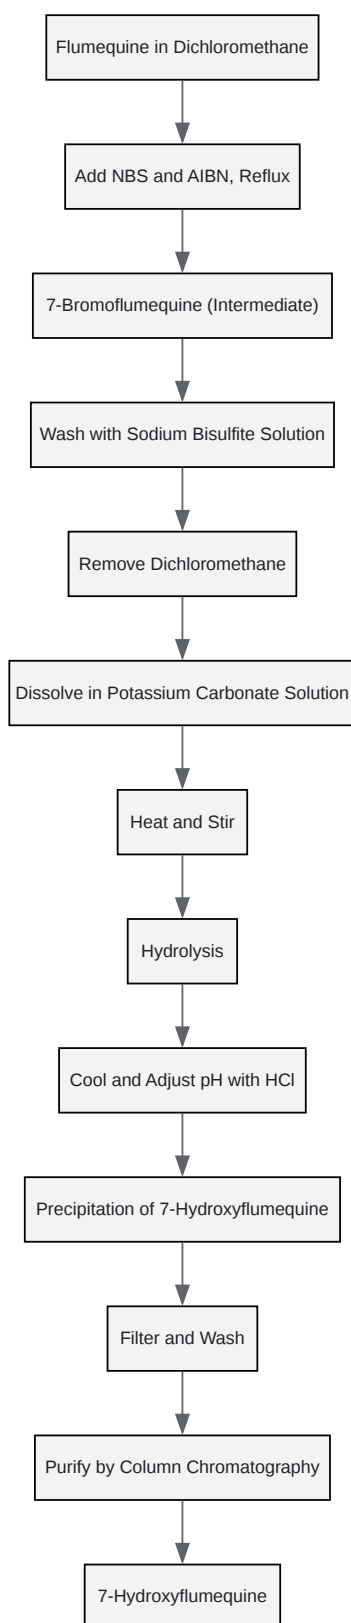 Flumequine in Dichloromethane
Add NBS and AIBN, Reflux
7-Bromoflumequine (Intermediate)
Wash with Sodium Bisulfite Solution
Remove Dichloromethane
Dissolve in Potassium Carbonate Solution
Heat and Stir
Hydrolysis
Cool and Adjust pH with HCl
Precipitation of 7-Hydroxyflumequine
Filter and Wash
Purify by Column Chromatography
7-Hydroxyflumequine